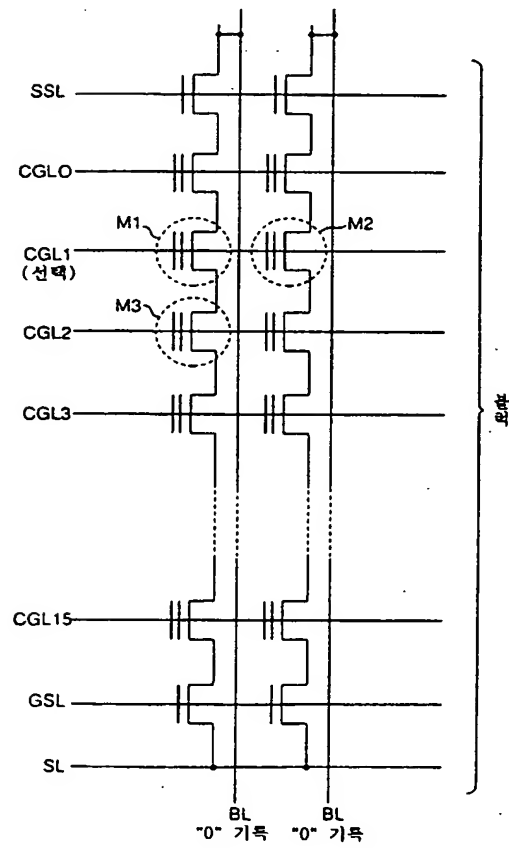 SSL
CGL0
M1
M2
CGL1
(선택)
M3
CGL2
CGL3
CGL15
GSL
SL
BL
"0" 기록
BL
"0" 기록